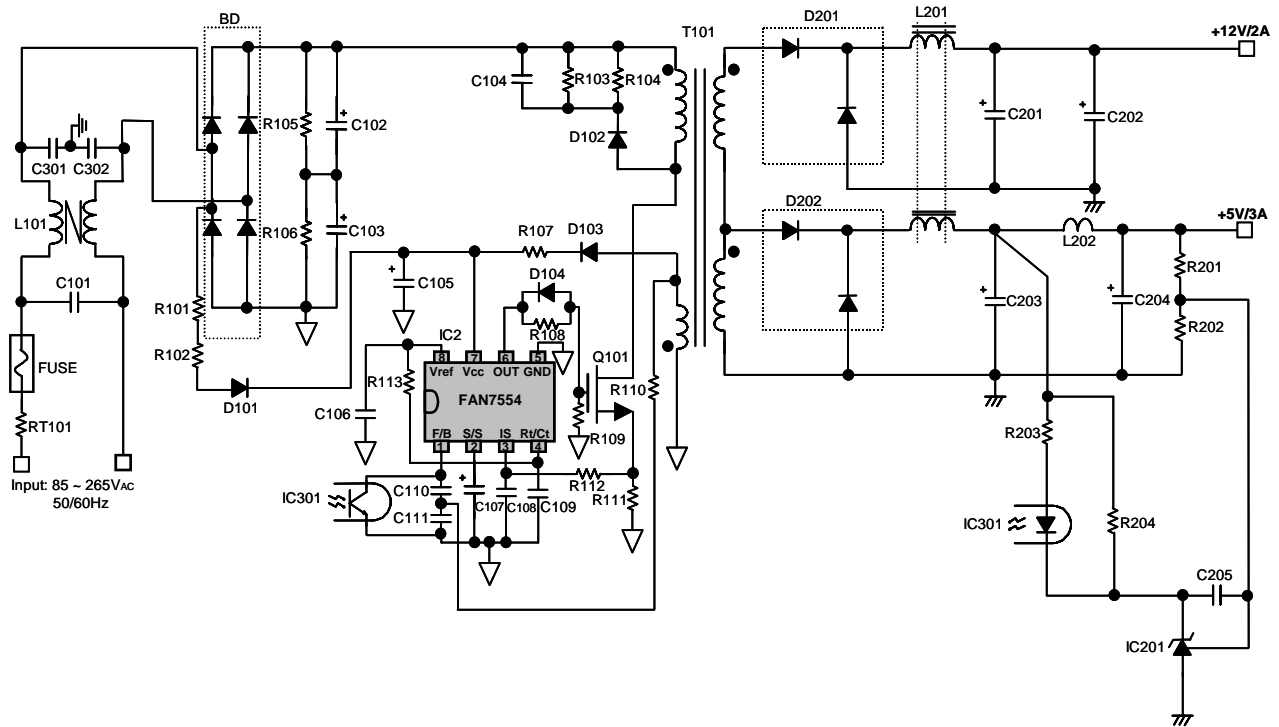 BD
T101
D201
L201
+12V/2A
C104
R103
R104
R105
C102
D102
C201
C202
C301
C302
L101
R106
C103
D202
+5V/3A
R107
D103
L202
C101
C105
D104
R201
R101
IC2
R108
C203
C204
R202
R102
8
7
6
5
Q101
FUSE
R113
Vref
Vcc
OUT
GND
R110
D101
FAN7554
C106
RT101
F/B
S/S
IS
Rt/Ct
R109
R203
1
2
3
4
Input: 85 ~ 265VAC
50/60Hz
IC301
C110
C107
C108
C109
R112
R111
C111
IC301
R204
C205
IC201